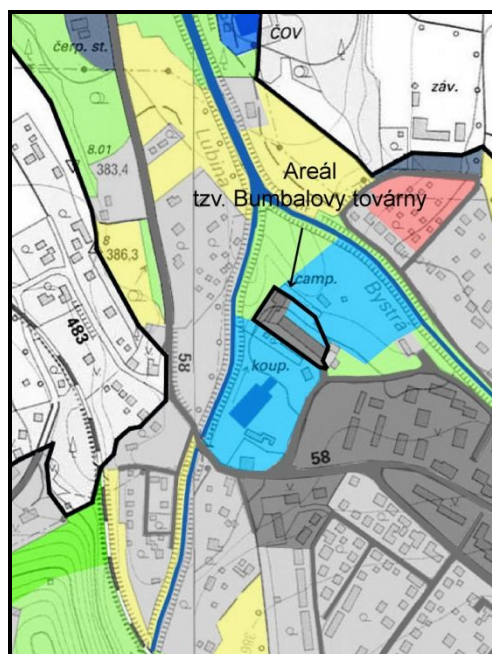 ČOV
čerp. st.
záv.
Lubina
8.01
383,4
Areál
tzv. Bumbalovy továrny
8
386,3
camp.
Bystrá
483
58
koup.
58